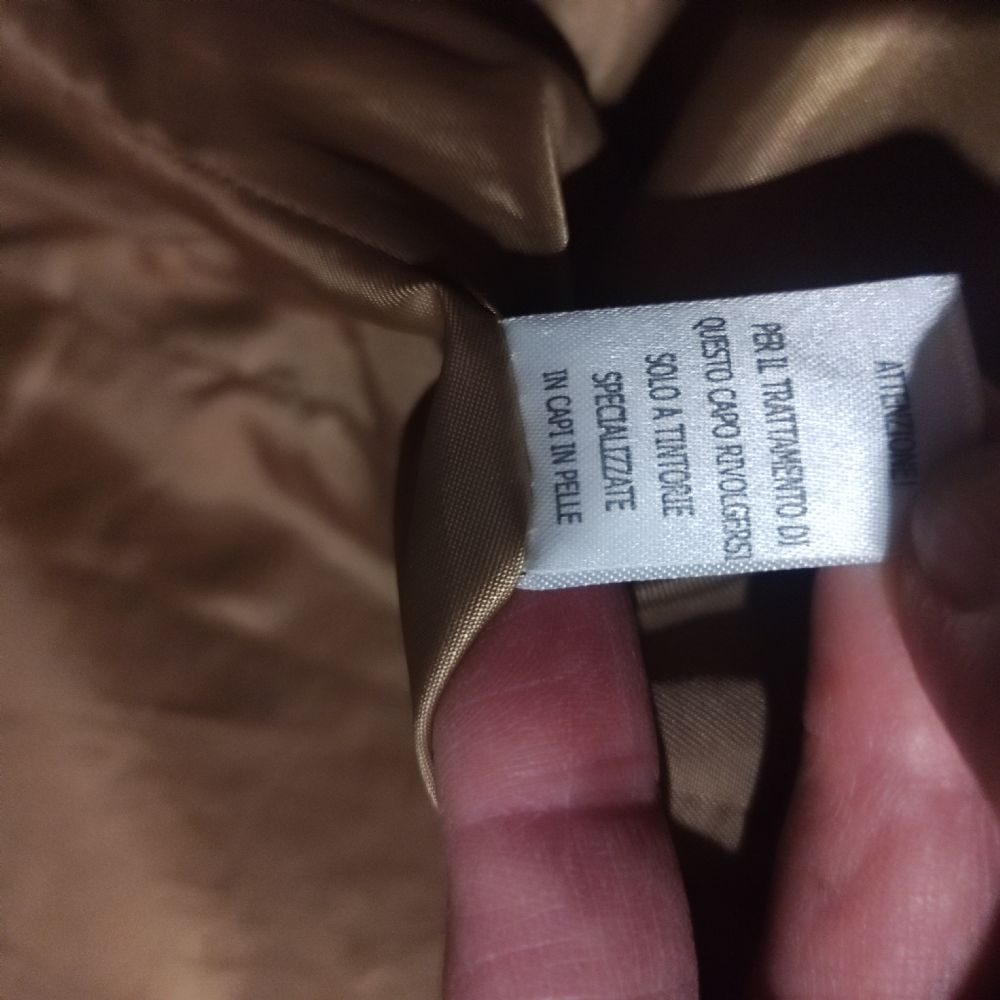 ATTENZIONE!
PER IL TRATTAMENTO DI
QUESTO CAPO RIVOLGERSI
SOLO A TINTORIE
SPECIALIZZATE
IN CAPI IN PELLE